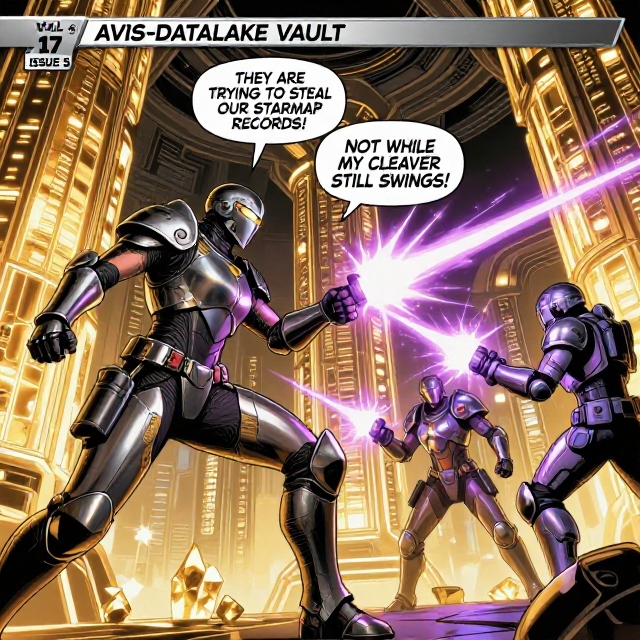 17
ISSUE 5
AVIS-DATALAKE VAULT
THEY ARE
TRYING TO STEAL
OUR STARMAP
RECORDS!
NOT WHILE
MY CLEAVER
STILL SWINGS!